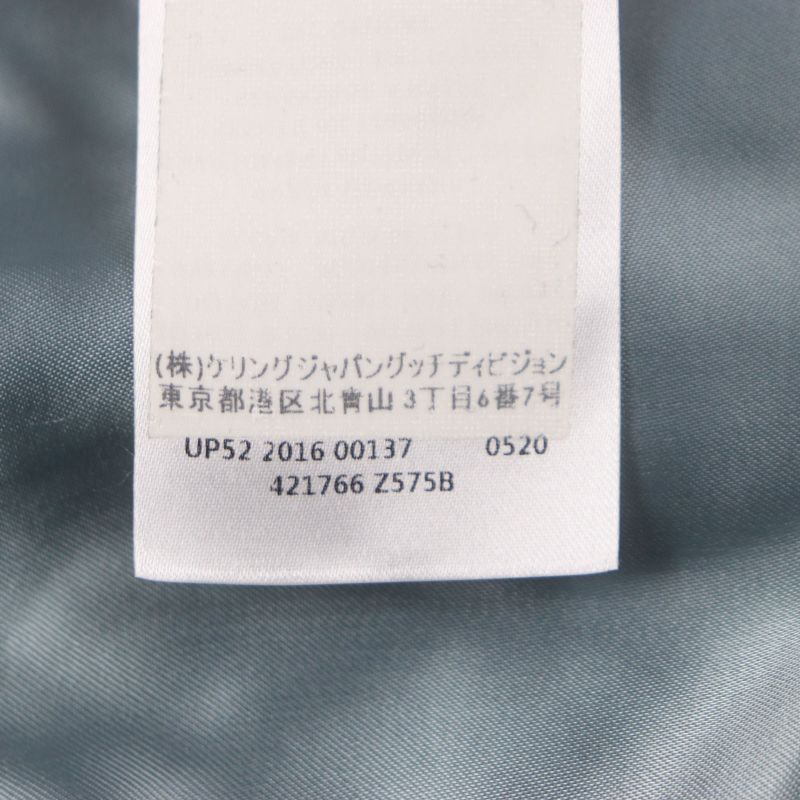 (株)ケリングジャパングッチディビジョン
東京都港区北青山3丁目6番7号
UP52 2016 00137 0520
421766 Z575B